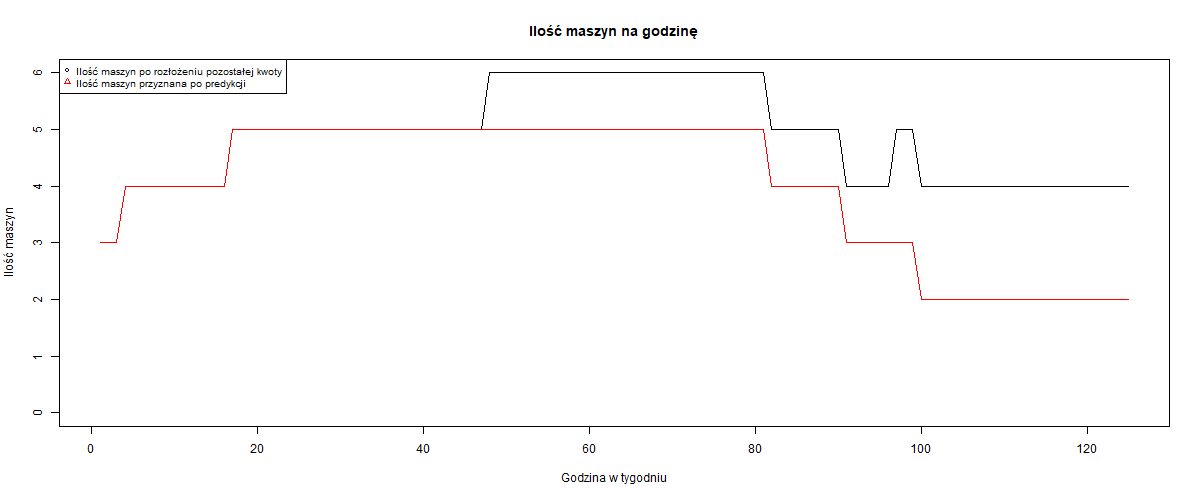 Ilość maszyn na godzinę
Ilość maszyn po rozłożeniu pozostałej kwoty
Ilość maszyn przyznana po predykcji
Ilość maszyn
6
5
4
3
2
1
0
0 20 40 60 80 100 120
Godzina w tygodniu